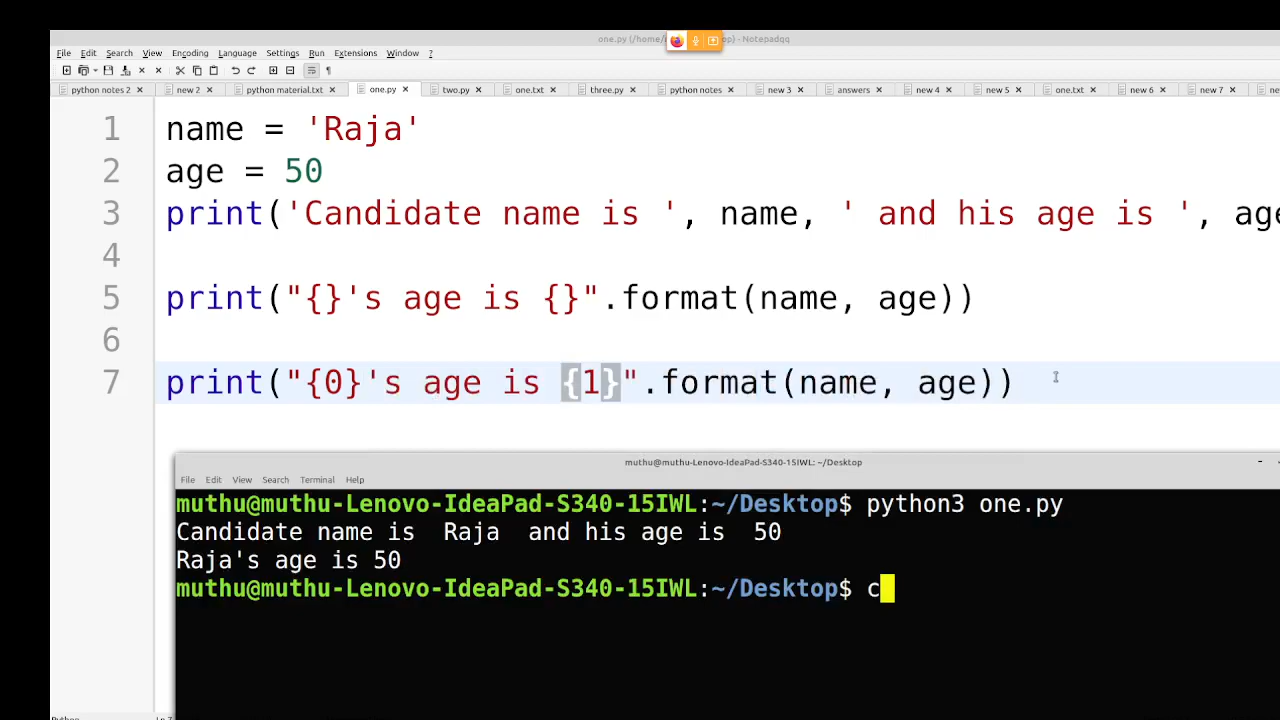 one.py (/home/ op) - Notepadqq
File Edit Search View Encoding Language Settings Run Extensions Window ?
python notes 2 new 2 python material.txt one.py two.py one.txt three.py python notes new 3 answers new 4 new 5 one.txt new 6 new 7
1 name = 'Raja'
2 age = 50
3 print('Candidate name is ', name, ' and his age is ', age
4
5 print("{}'s age is {}".format(name, age))
6
7 print("{0}'s age is {1}".format(name, age))
muthu@muthu-Lenovo-IdeaPad-S340-15IWL: ~/Desktop
File Edit View Search Terminal Help
muthu@muthu-Lenovo-IdeaPad-S340-15IWL:~/Desktop$ python3 one.py
Candidate name is  Raja  and his age is  50
Raja's age is 50
muthu@muthu-Lenovo-IdeaPad-S340-15IWL:~/Desktop$ c